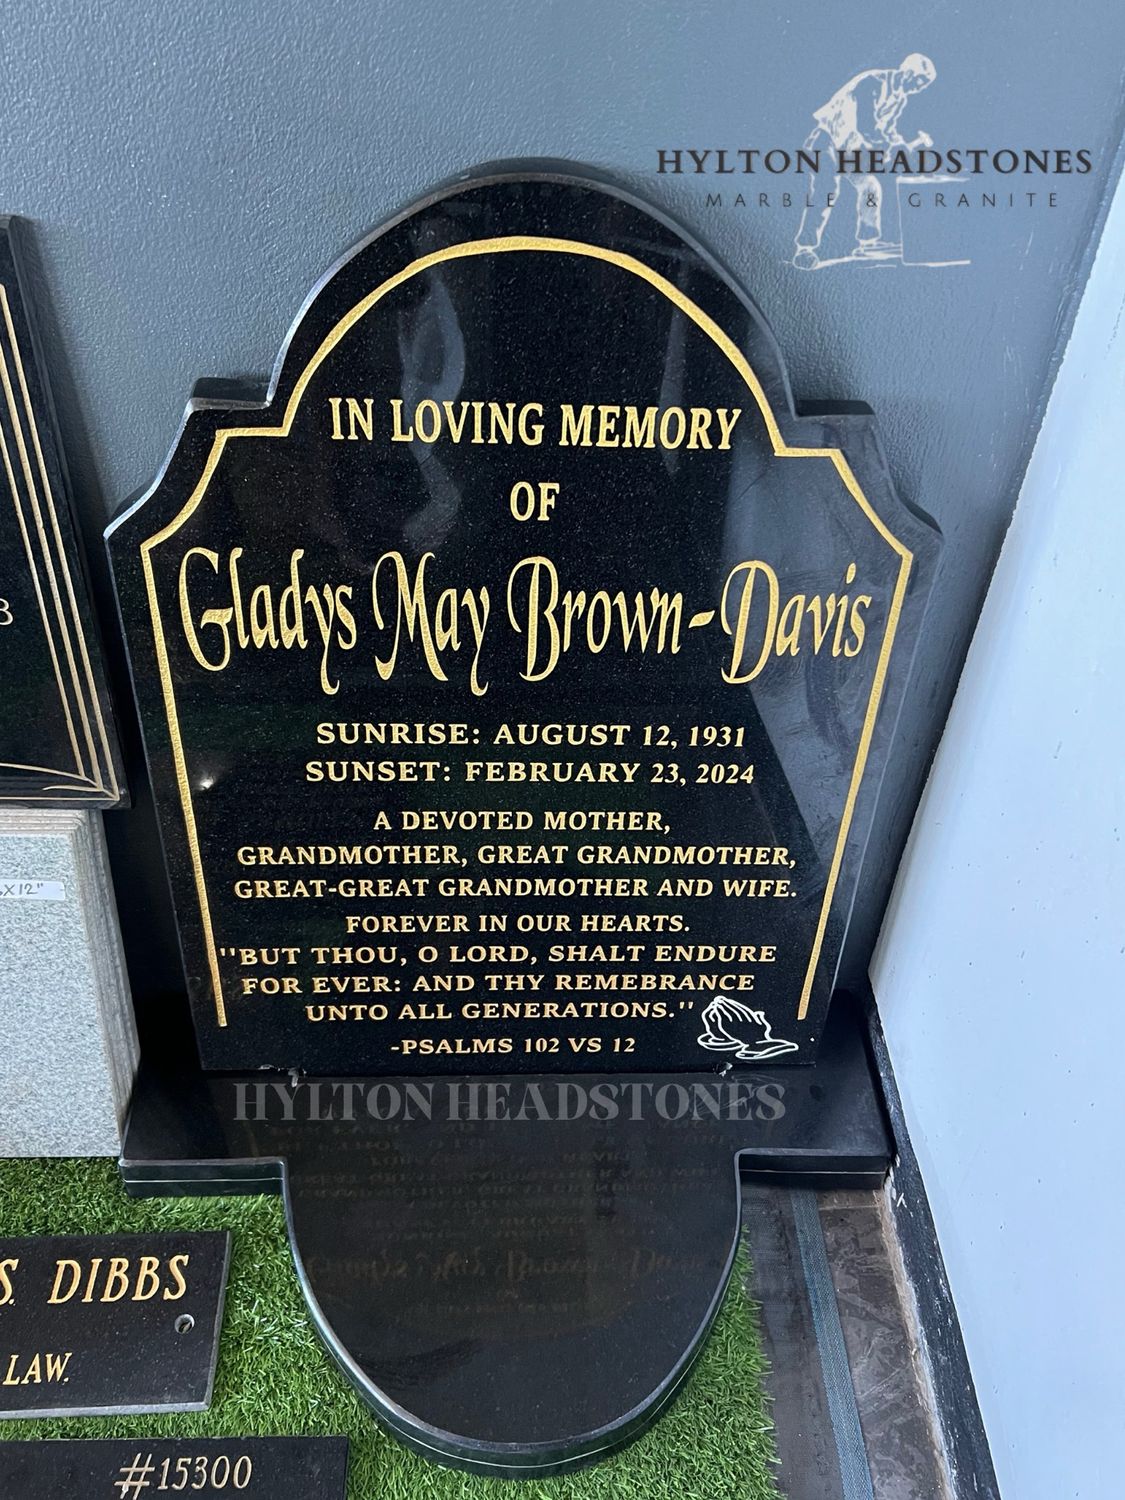 HYLTON HEADSTONES
MARBLE & GRANITE
IN LOVING MEMORY
OF
Gladys May Brown-Davis
SUNRISE: AUGUST 12, 1931
SUNSET: FEBRUARY 23, 2024
A DEVOTED MOTHER,
GRANDMOTHER, GREAT GRANDMOTHER,
GREAT-GREAT GRANDMOTHER AND WIFE.
FOREVER IN OUR HEARTS.
"BUT THOU, O LORD, SHALT ENDURE
FOR EVER: AND THY REMEMBRANCE
UNTO ALL GENERATIONS."
-PSALMS 102 VS 12
HYLTON HEADSTONES
S. DIBBS
LAW.
#15300